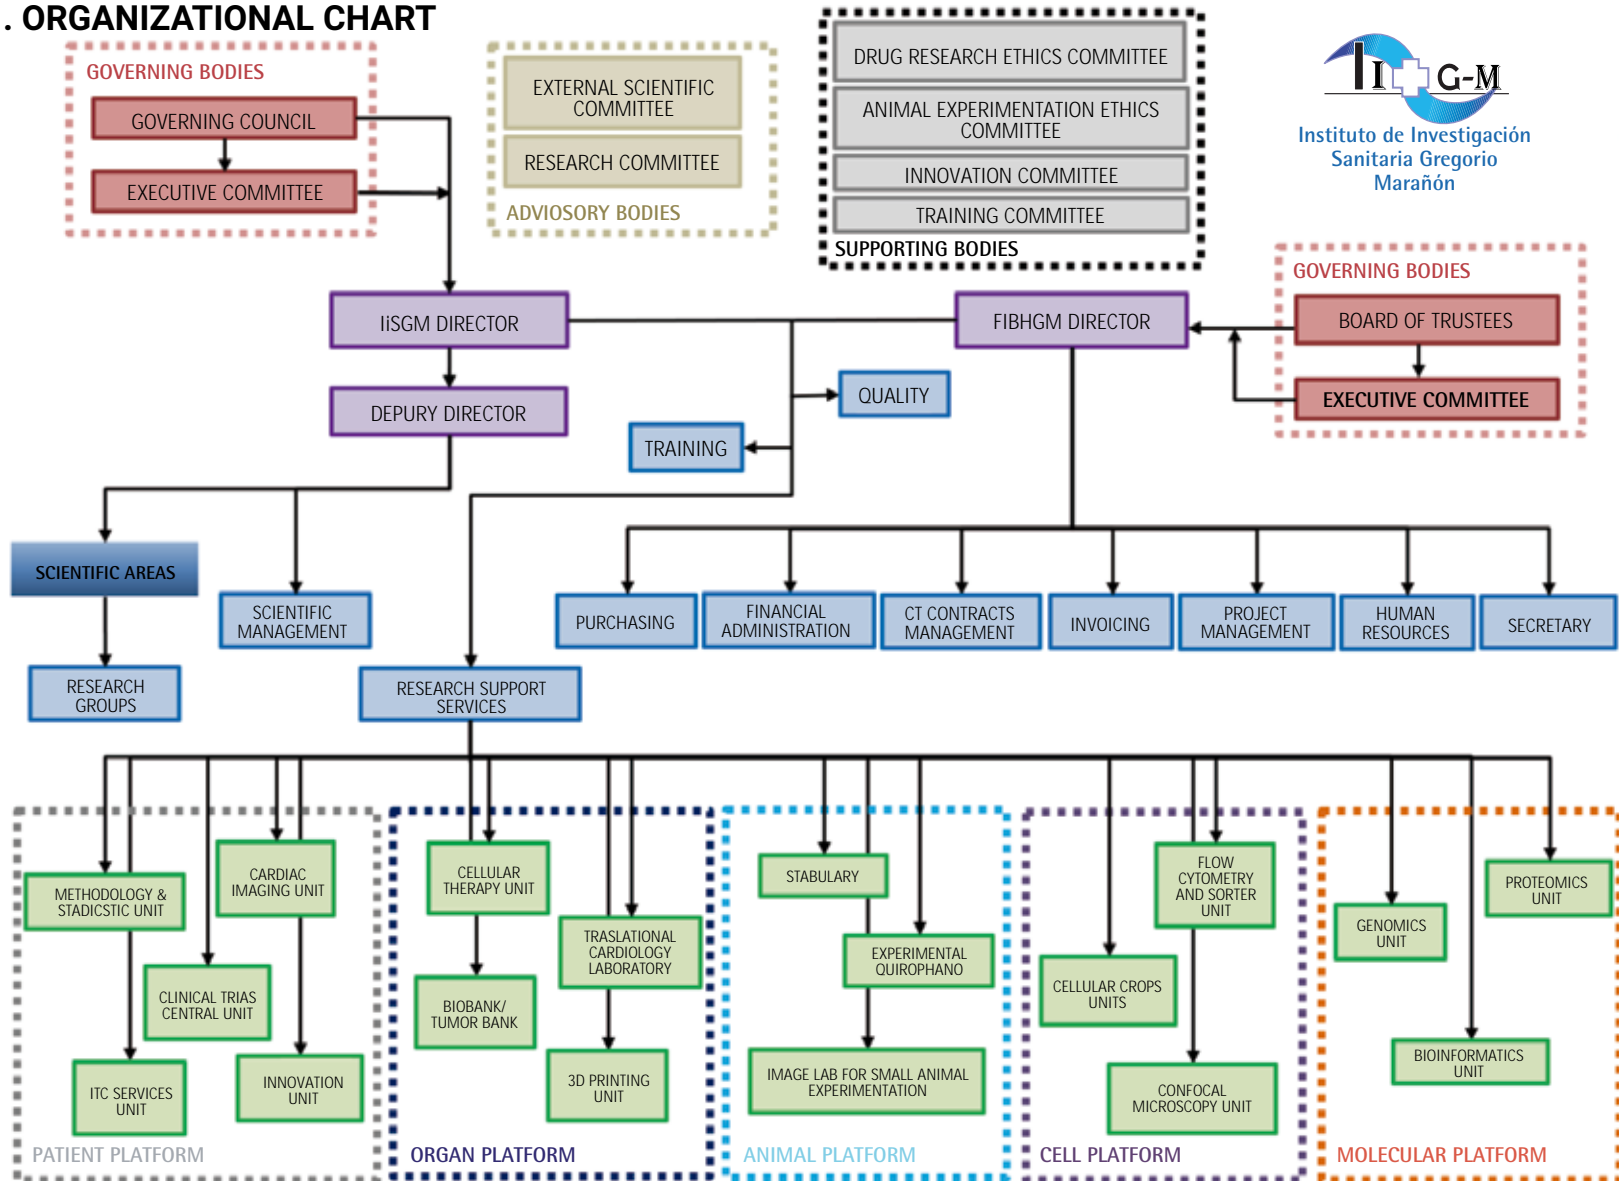 . ORGANIZATIONAL CHART
GOVERNING BODIES
GOVERNING COUNCIL
EXECUTIVE COMMITTEE
EXTERNAL SCIENTIFIC
COMMITTEE
RESEARCH COMMITTEE
ADVIOSORY BODIES
DRUG RESEARCH ETHICS COMMITTEE
ANIMAL EXPERIMENTATION ETHICS
COMMITTEE
INNOVATION COMMITTEE
TRAINING COMMITTEE
SUPPORTING BODIES
I I G-M
Instituto de Investigación
Sanitaria Gregorio
Marañón
GOVERNING BODIES
BOARD OF TRUSTEES
EXECUTIVE COMMITTEE
IiSGM DIRECTOR
FIBHGM DIRECTOR
DEPURY DIRECTOR
QUALITY
TRAINING
SCIENTIFIC AREAS
SCIENTIFIC
MANAGEMENT
PURCHASING
FINANCIAL
ADMINISTRATION
CT CONTRACTS
MANAGEMENT
INVOICING
PROJECT
MANAGEMENT
HUMAN
RESOURCES
SECRETARY
RESEARCH
GROUPS
RESEARCH SUPPORT
SERVICES
METHODOLOGY &
STADICSTIC UNIT
CARDIAC
IMAGING UNIT
CLINICAL TRIAS
CENTRAL UNIT
ITC SERVICES
UNIT
INNOVATION
UNIT
PATIENT PLATFORM
CELLULAR
THERAPY UNIT
TRASLATIONAL
CARDIOLOGY
LABORATORY
BIOBANK/
TUMOR BANK
3D PRINTING
UNIT
ORGAN PLATFORM
STABULARY
EXPERIMENTAL
QUIROPHANO
IMAGE LAB FOR SMALL ANIMAL
EXPERIMENTATION
ANIMAL PLATFORM
FLOW
CYTOMETRY
AND SORTER
UNIT
CELLULAR CROPS
UNITS
CONFOCAL
MICROSCOPY UNIT
CELL PLATFORM
PROTEOMICS
UNIT
GENOMICS
UNIT
BIOINFORMATICS
UNIT
MOLECULAR PLATFORM